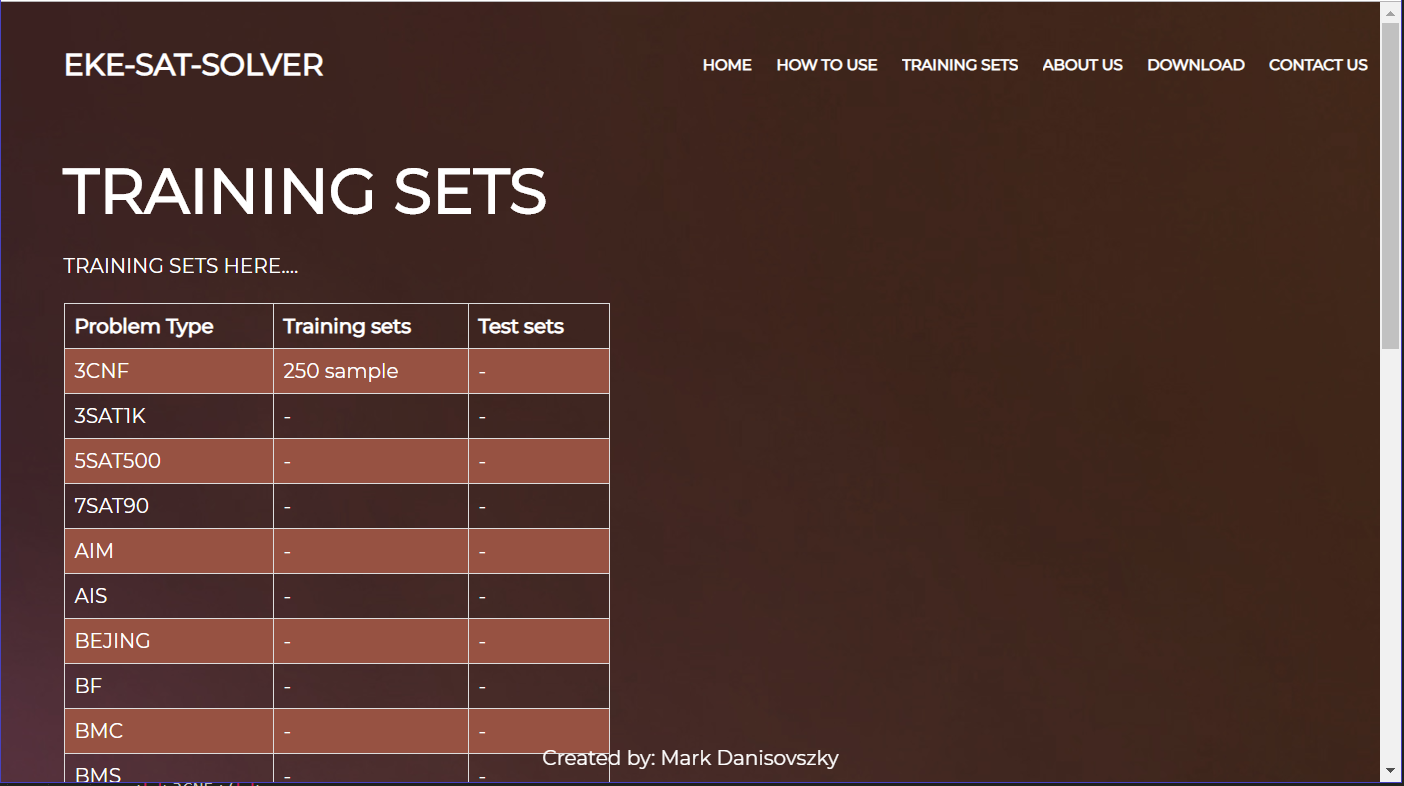 EKE-SAT-SOLVER HOME HOW TO USE TRAINING SETS ABOUT US DOWNLOAD CONTACT US
TRAINING SETS
TRAINING SETS HERE....
Problem Type Training sets Test sets
3CNF 250 sample -
3SAT1K - -
5SAT500 - -
7SAT90 - -
AIM - -
AIS - -
BEJING - -
BF - -
BMC - -
Created by: Mark Danisovszky
BMS - -